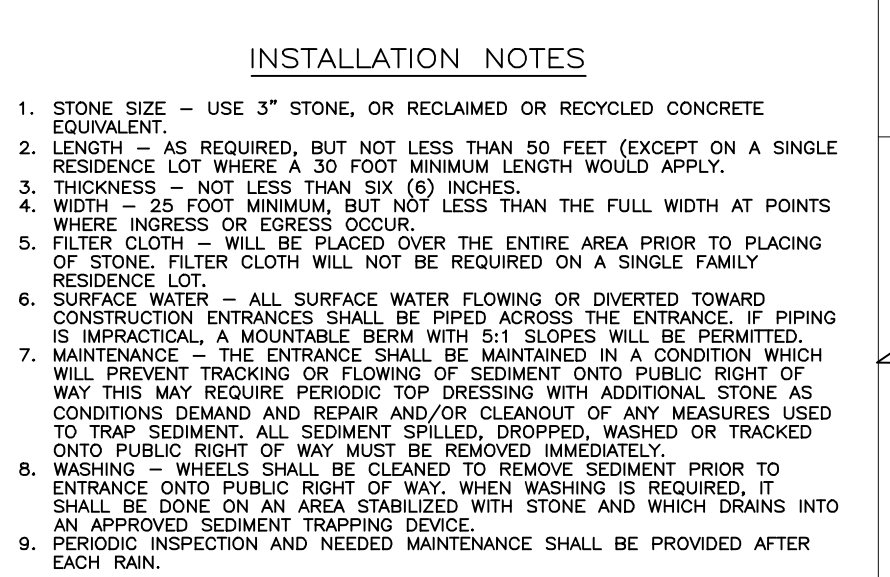 INSTALLATION NOTES
1. STONE SIZE – USE 3" STONE, OR RECLAIMED OR RECYCLED CONCRETE
EQUIVALENT.
2. LENGTH – AS REQUIRED, BUT NOT LESS THAN 50 FEET (EXCEPT ON A SINGLE
RESIDENCE LOT WHERE A 30 FOOT MINIMUM LENGTH WOULD APPLY.
3. THICKNESS – NOT LESS THAN SIX (6) INCHES.
4. WIDTH – 25 FOOT MINIMUM, BUT NOT LESS THAN THE FULL WIDTH AT POINTS
WHERE INGRESS OR EGRESS OCCUR.
5. FILTER CLOTH – WILL BE PLACED OVER THE ENTIRE AREA PRIOR TO PLACING
OF STONE. FILTER CLOTH WILL NOT BE REQUIRED ON A SINGLE FAMILY
RESIDENCE LOT.
6. SURFACE WATER – ALL SURFACE WATER FLOWING OR DIVERTED TOWARD
CONSTRUCTION ENTRANCES SHALL BE PIPED ACROSS THE ENTRANCE. IF PIPING
IS IMPRACTICAL, A MOUNTABLE BERM WITH 5:1 SLOPES WILL BE PERMITTED.
7. MAINTENANCE – THE ENTRANCE SHALL BE MAINTAINED IN A CONDITION WHICH
WILL PREVENT TRACKING OR FLOWING OF SEDIMENT ONTO PUBLIC RIGHT OF
WAY THIS MAY REQUIRE PERIODIC TOP DRESSING WITH ADDITIONAL STONE AS
CONDITIONS DEMAND AND REPAIR AND/OR CLEANOUT OF ANY MEASURES USED
TO TRAP SEDIMENT. ALL SEDIMENT SPILLED, DROPPED, WASHED OR TRACKED
ONTO PUBLIC RIGHT OF WAY MUST BE REMOVED IMMEDIATELY.
8. WASHING – WHEELS SHALL BE CLEANED TO REMOVE SEDIMENT PRIOR TO
ENTRANCE ONTO PUBLIC RIGHT OF WAY. WHEN WASHING IS REQUIRED, IT
SHALL BE DONE ON AN AREA STABILIZED WITH STONE AND WHICH DRAINS INTO
AN APPROVED SEDIMENT TRAPPING DEVICE.
9. PERIODIC INSPECTION AND NEEDED MAINTENANCE SHALL BE PROVIDED AFTER
EACH RAIN.